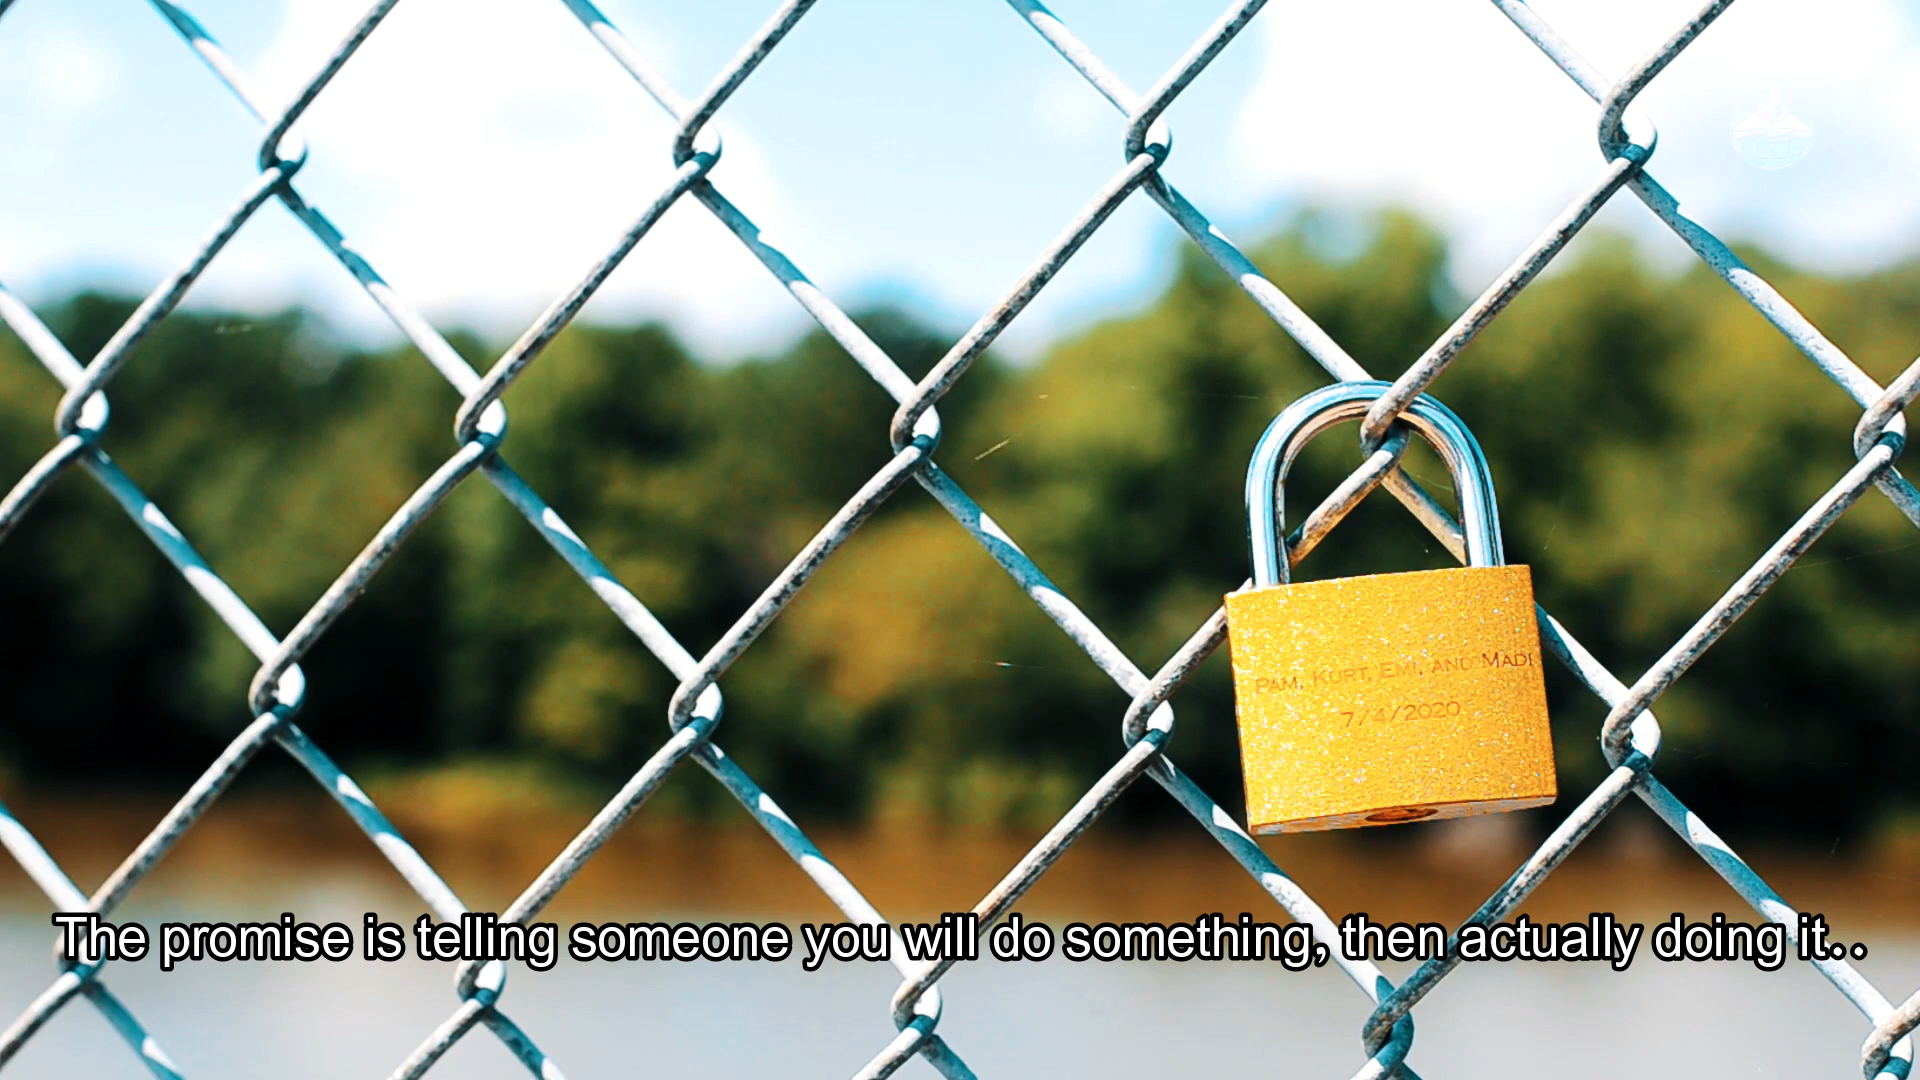 PAM, KURT, EMI, AND MADI
7/4/2020
The promise is telling someone you will do something, then actually doing it..